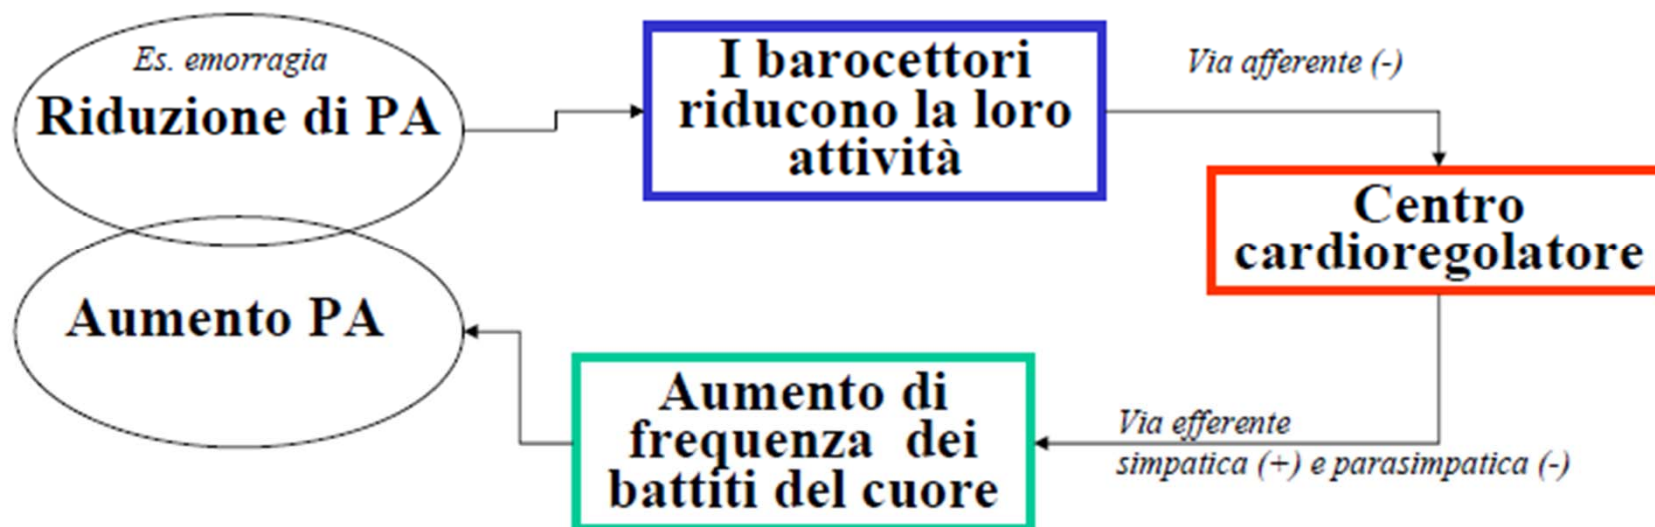 Es. emorragia
Riduzione di PA
I barocettori
riducono la loro
attività
Via afferente (-)
Centro
cardioregolatore
Via efferente
simpatica (+) e parasimpatica (-)
Aumento di
frequenza dei
battiti del cuore
Aumento PA